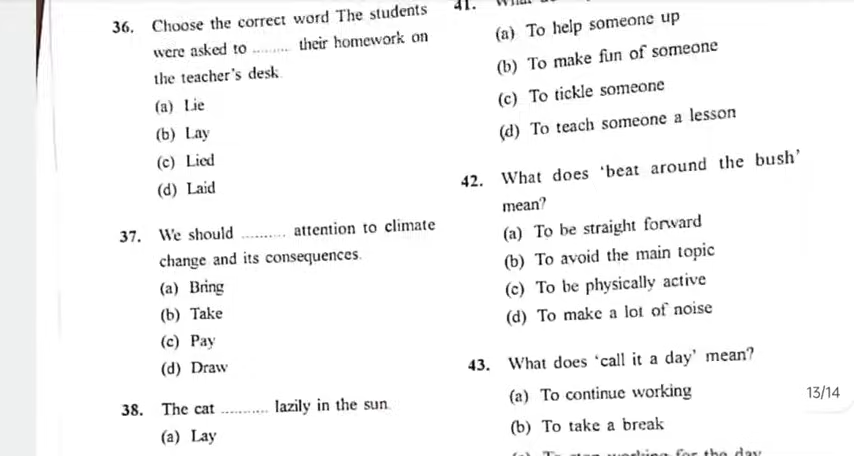 36. Choose the correct word The students
were asked to ......... their homework on
the teacher's desk.
(a) Lie
(b) Lay
(c) Lied
(d) Laid
37. We should .......... attention to climate
change and its consequences.
(a) Bring
(b) Take
(c) Pay
(d) Draw
38. The cat ........... lazily in the sun.
(a) Lay
41.
(a) To help someone up
(b) To make fun of someone
(c) To tickle someone
(d) To teach someone a lesson
42. What does 'beat around the bush'
mean?
(a) To be straight forward
(b) To avoid the main topic
(c) To be physically active
(d) To make a lot of noise
43. What does 'call it a day' mean?
(a) To continue working
(b) To take a break
working for the day
13/14